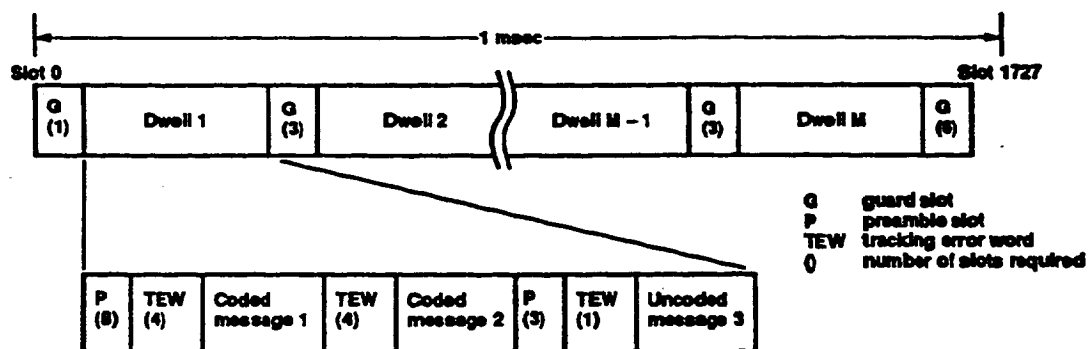 1 msec
Slot 0
Slot 1727
G (1)
Dwell 1
G (3)
Dwell 2
Dwell M – 1
G (3)
Dwell M
G (6)
G guard slot
P preamble slot
TEW tracking error word
() number of slots required
P (8)
TEW (4)
Coded message 1
TEW (4)
Coded message 2
P (3)
TEW (1)
Uncoded message 3